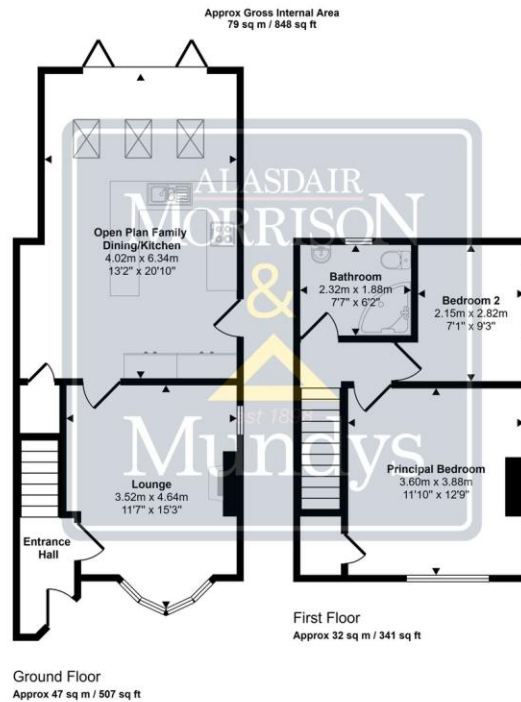 Approx Gross Internal Area
79 sq m / 848 sq ft
ALASDAIR
MORRISON
&
est 1898
Mundys
Open Plan Family
Dining/Kitchen
4.02m x 6.34m
13'2" x 20'10"
Lounge
3.52m x 4.64m
11'7" x 15'3"
Entrance
Hall
Ground Floor
Approx 47 sq m / 507 sq ft
Bathroom
2.32m x 1.88m
7'7" x 6'2"
Bedroom 2
2.15m x 2.82m
7'1" x 9'3"
Principal Bedroom
3.60m x 3.88m
11'10" x 12'9"
First Floor
Approx 32 sq m / 341 sq ft